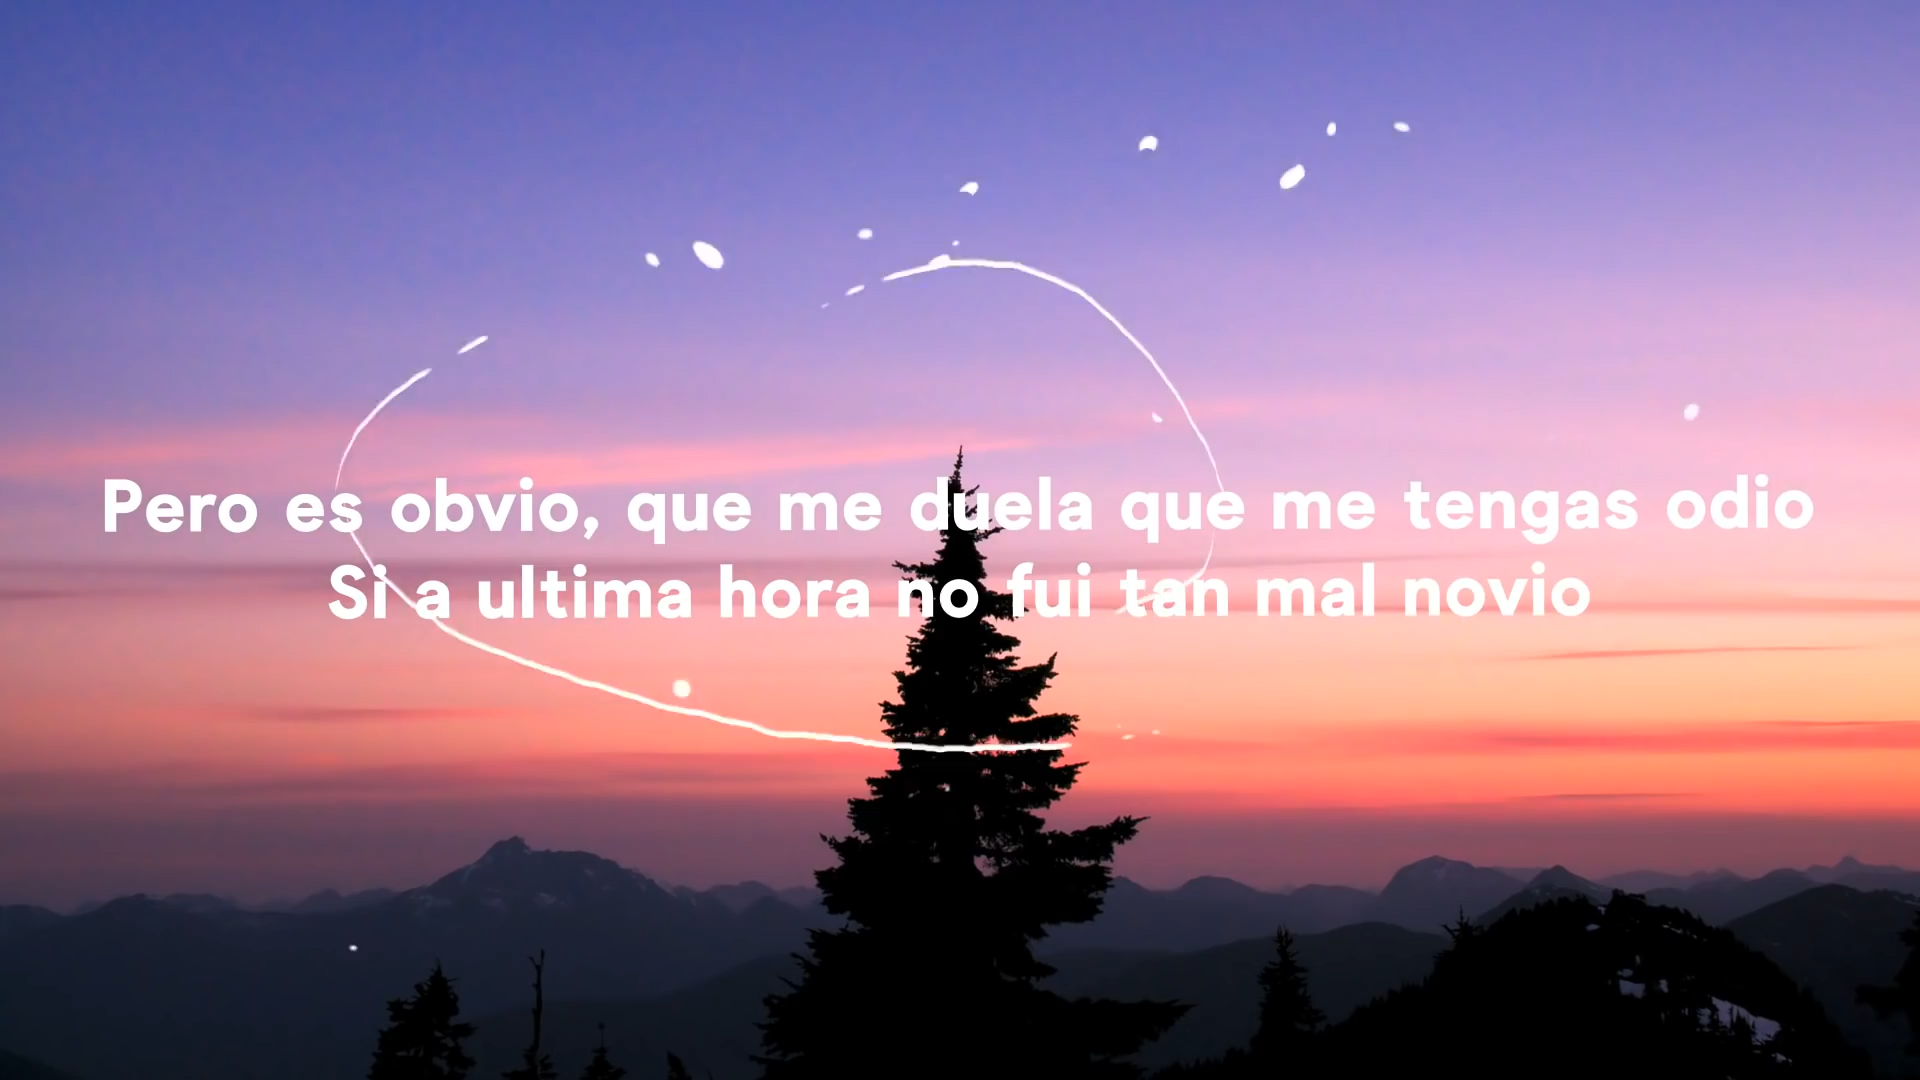 Pero es obvio, que me duela que me tengas odio
Si a ultima hora no fui tan mal novio